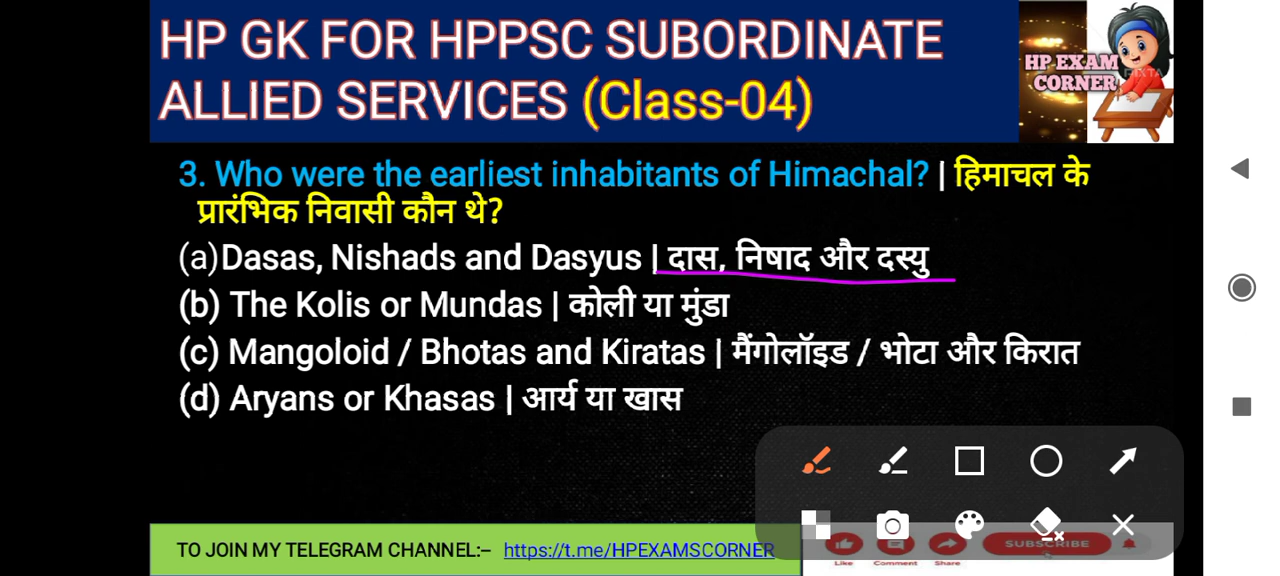 HP GK FOR HPPSC SUBORDINATE
ALLIED SERVICES (Class-04)
HP EXAM
CORNER
3. Who were the earliest inhabitants of Himachal? | हिमाचल के
प्रारंभिक निवासी कौन थे?
(a)Dasas, Nishads and Dasyus | दास, निषाद और दस्यु
(b) The Kolis or Mundas | कोली या मुंडा
(c) Mangoloid / Bhotas and Kiratas | मैंगोलॉइड / भोटा और किरात
(d) Aryans or Khasas | आर्य या खास
TO JOIN MY TELEGRAM CHANNEL:– https://t.me/HPEXAMSCORNER
SUBSCRIBE
Like Comment Share